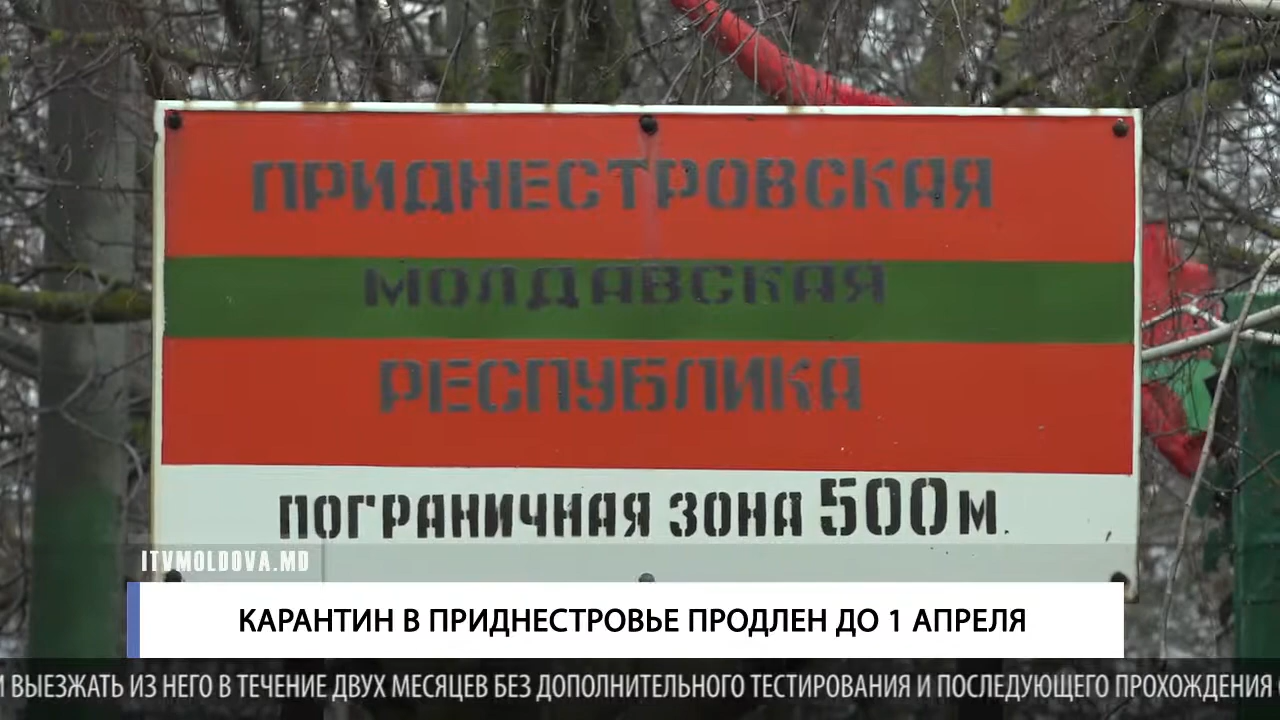 ПРИДНЕСТРОВСКАЯ
МОЛДАВСКАЯ
РЕСПУБЛИКА
ПОГРАНИЧНАЯ ЗОНА 500М.
ITVMOLDOVA.MD
КАРАНТИН В ПРИДНЕСТРОВЬЕ ПРОДЛЕН ДО 1 АПРЕЛЯ
И ВЫЕЗЖАТЬ ИЗ НЕГО В ТЕЧЕНИЕ ДВУХ МЕСЯЦЕВ БЕЗ ДОПОЛНИТЕЛЬНОГО ТЕСТИРОВАНИЯ И ПОСЛЕДУЮЩЕГО ПРОХОЖДЕНИЯ